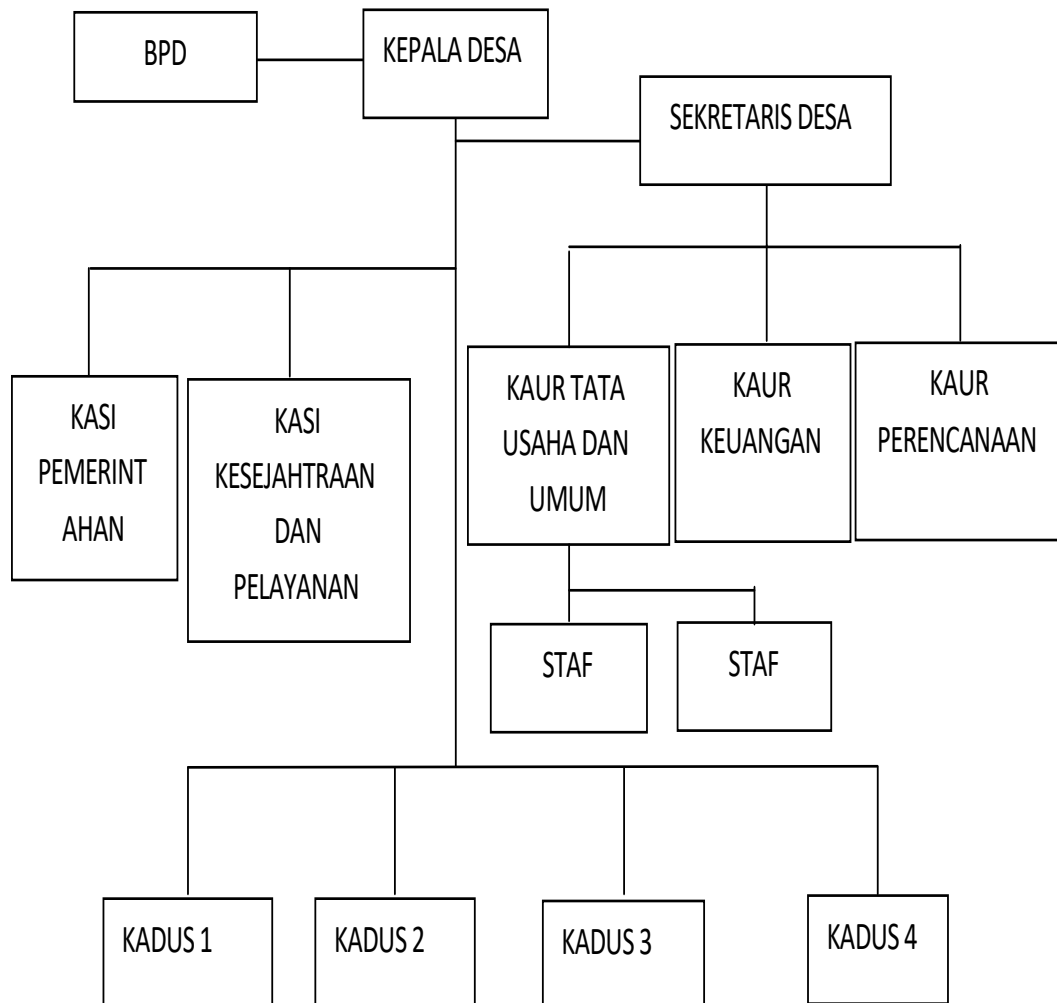 BPD
KEPALA DESA
SEKRETARIS DESA
KASI
PEMERINT
AHAN
KASI
KESEJAHTRAAN
DAN
PELAYANAN
KAUR TATA
USAHA DAN
UMUM
KAUR
KEUANGAN
KAUR
PERENCANAAN
STAF
STAF
KADUS 1
KADUS 2
KADUS 3
KADUS 4